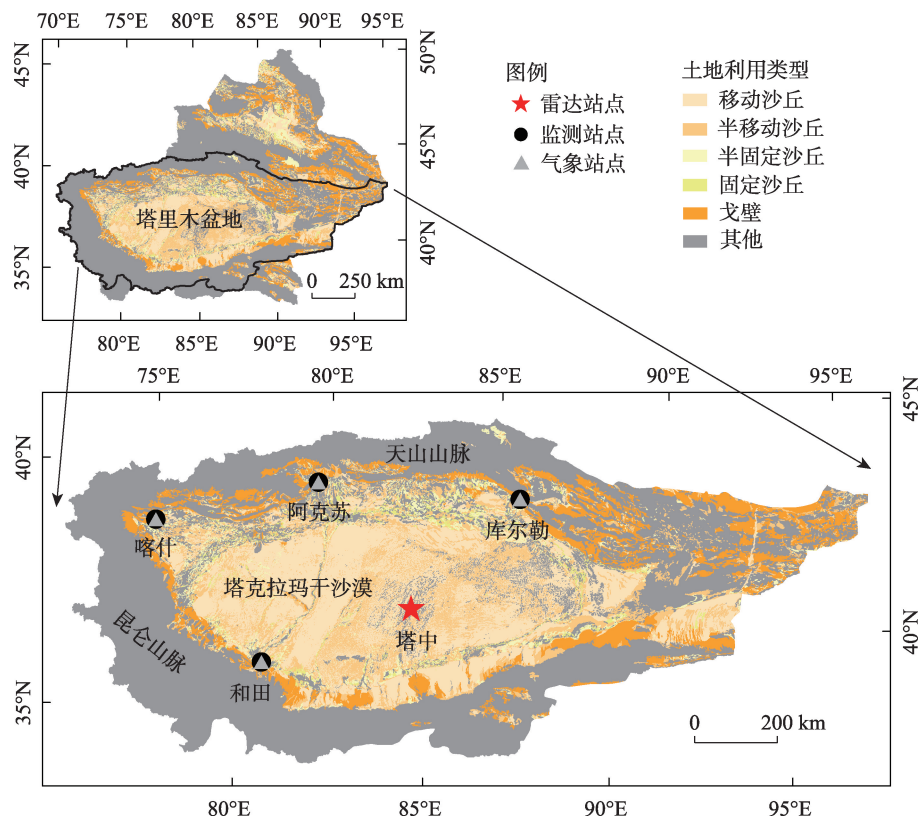 70°E 75°E 80°E 85°E 90°E 95°E
45°N
50°N
40°N
45°N
塔里木盆地
40°N
35°N
0 250 km
80°E 85°E 90°E 95°E
图例
雷达站点
监测站点
气象站点
土地利用类型
移动沙丘
半移动沙丘
半固定沙丘
固定沙丘
戈壁
其他
75°E 80°E 85°E 90°E 95°E
45°N
40°N
天山山脉
阿克苏
库尔勒
喀什
塔克拉玛干沙漠
塔中
昆仑山脉
40°N
和田
35°N
0 200 km
80°E 85°E 90°E 95°E